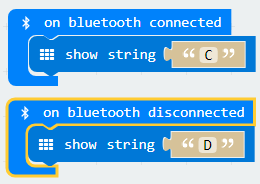 on bluetooth connected
show string “ C ”
on bluetooth disconnected
show string “ D ”